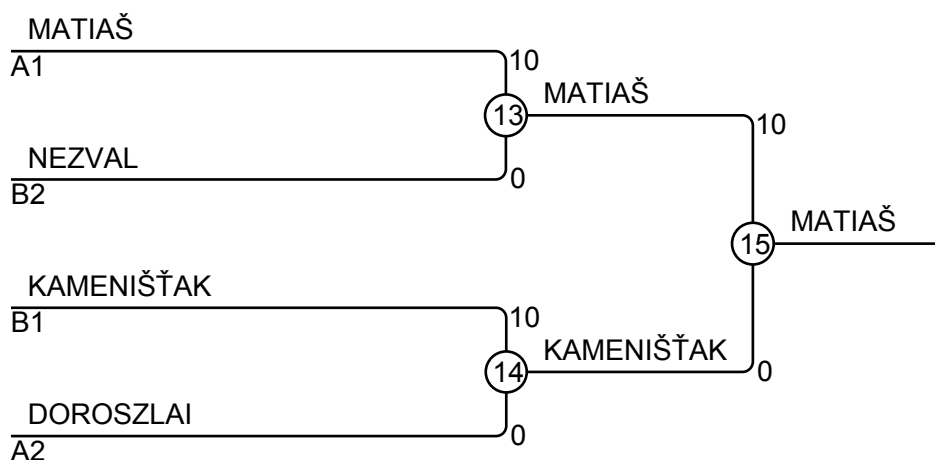 MATIAŠ
A1
10
13
MATIAŠ
10
NEZVAL
0
B2
15
MATIAŠ
KAMENIŠŤAK
B1
10
14
KAMENIŠŤAK
0
DOROSZLAI
0
A2